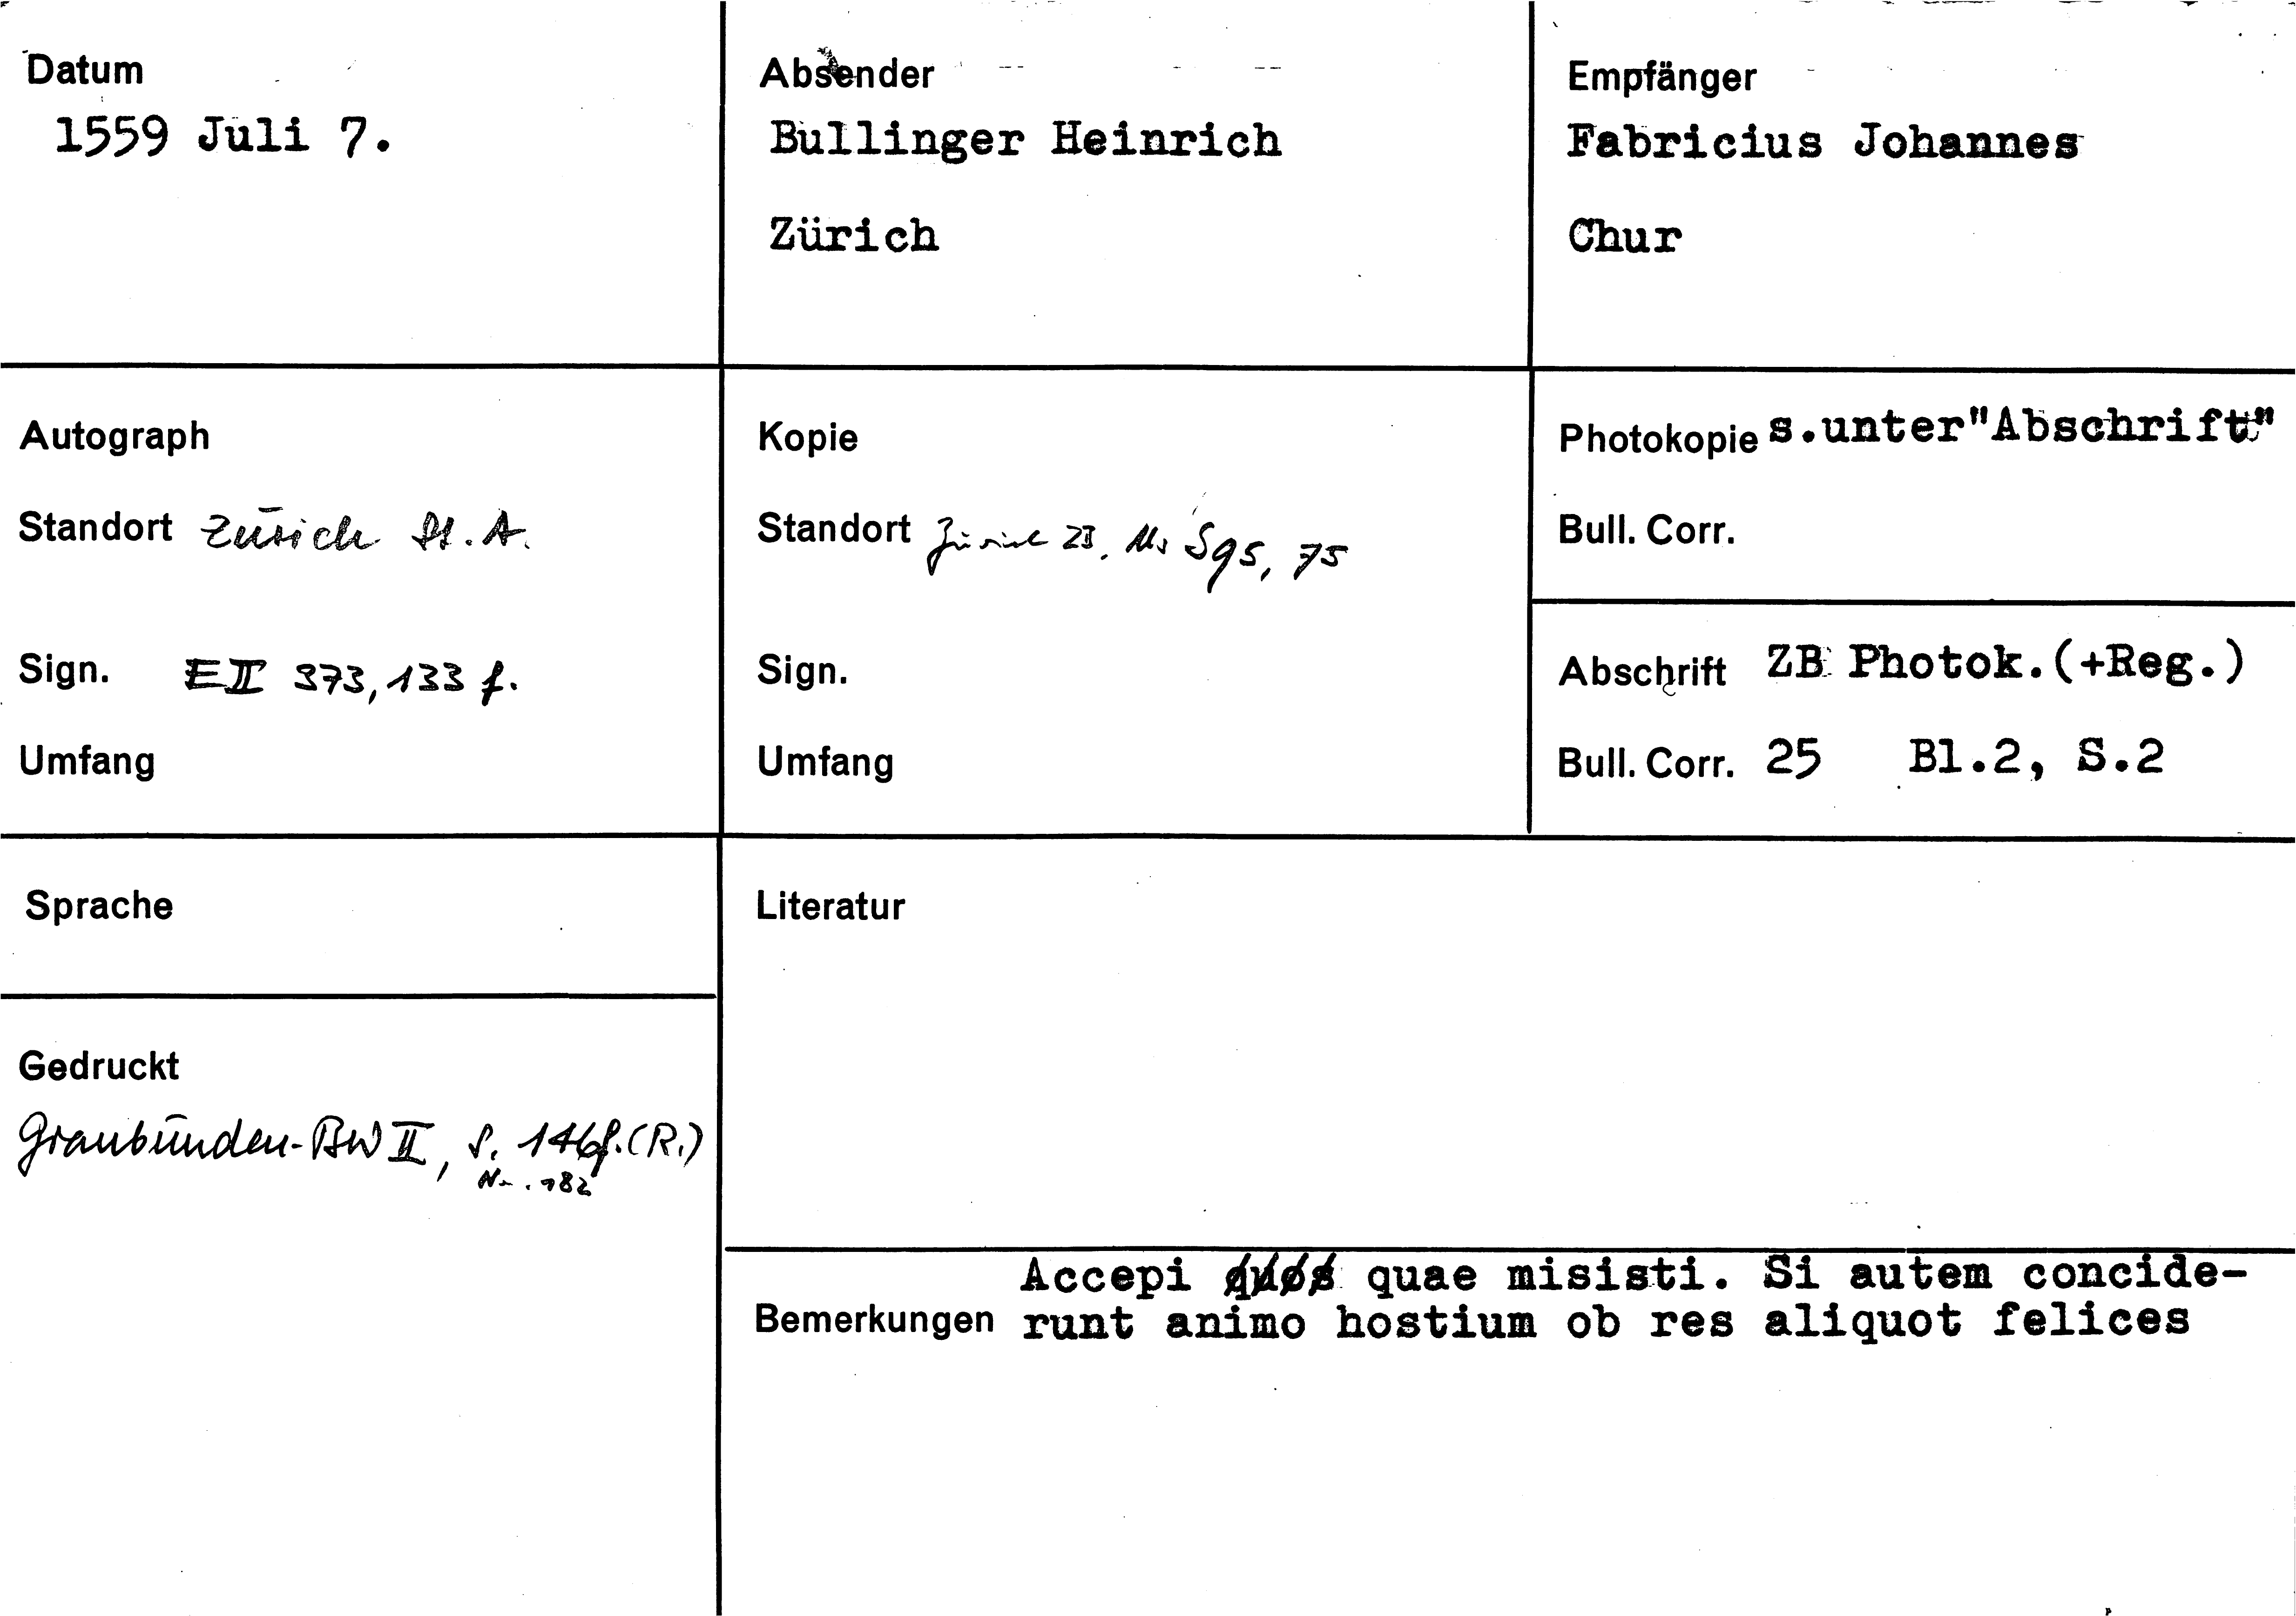 Datum
1559 Juli 7.
Absender
Bullinger Heinrich
Zürich
Empfänger
Fabricius Johannes
Chur
Autograph
Standort Zürich St. A.
Sign. E II 373, 133 f.
Umfang
Kopie
Standort Zürich ZB, Ms S 95, 75
Sign.
Umfang
Photokopie s.unter"Abschrift"
Bull. Corr.
Abschrift ZB Photok.(+Reg.)
Bull. Corr. 25 Bl.2, S.2
Sprache
Gedruckt
Graubünden-BW II, S. 146f. (R.)
Nr. 182
Literatur
Accepi quos quae misisti. Si autem concide-
Bemerkungen runt animo hostium ob res aliquot felices